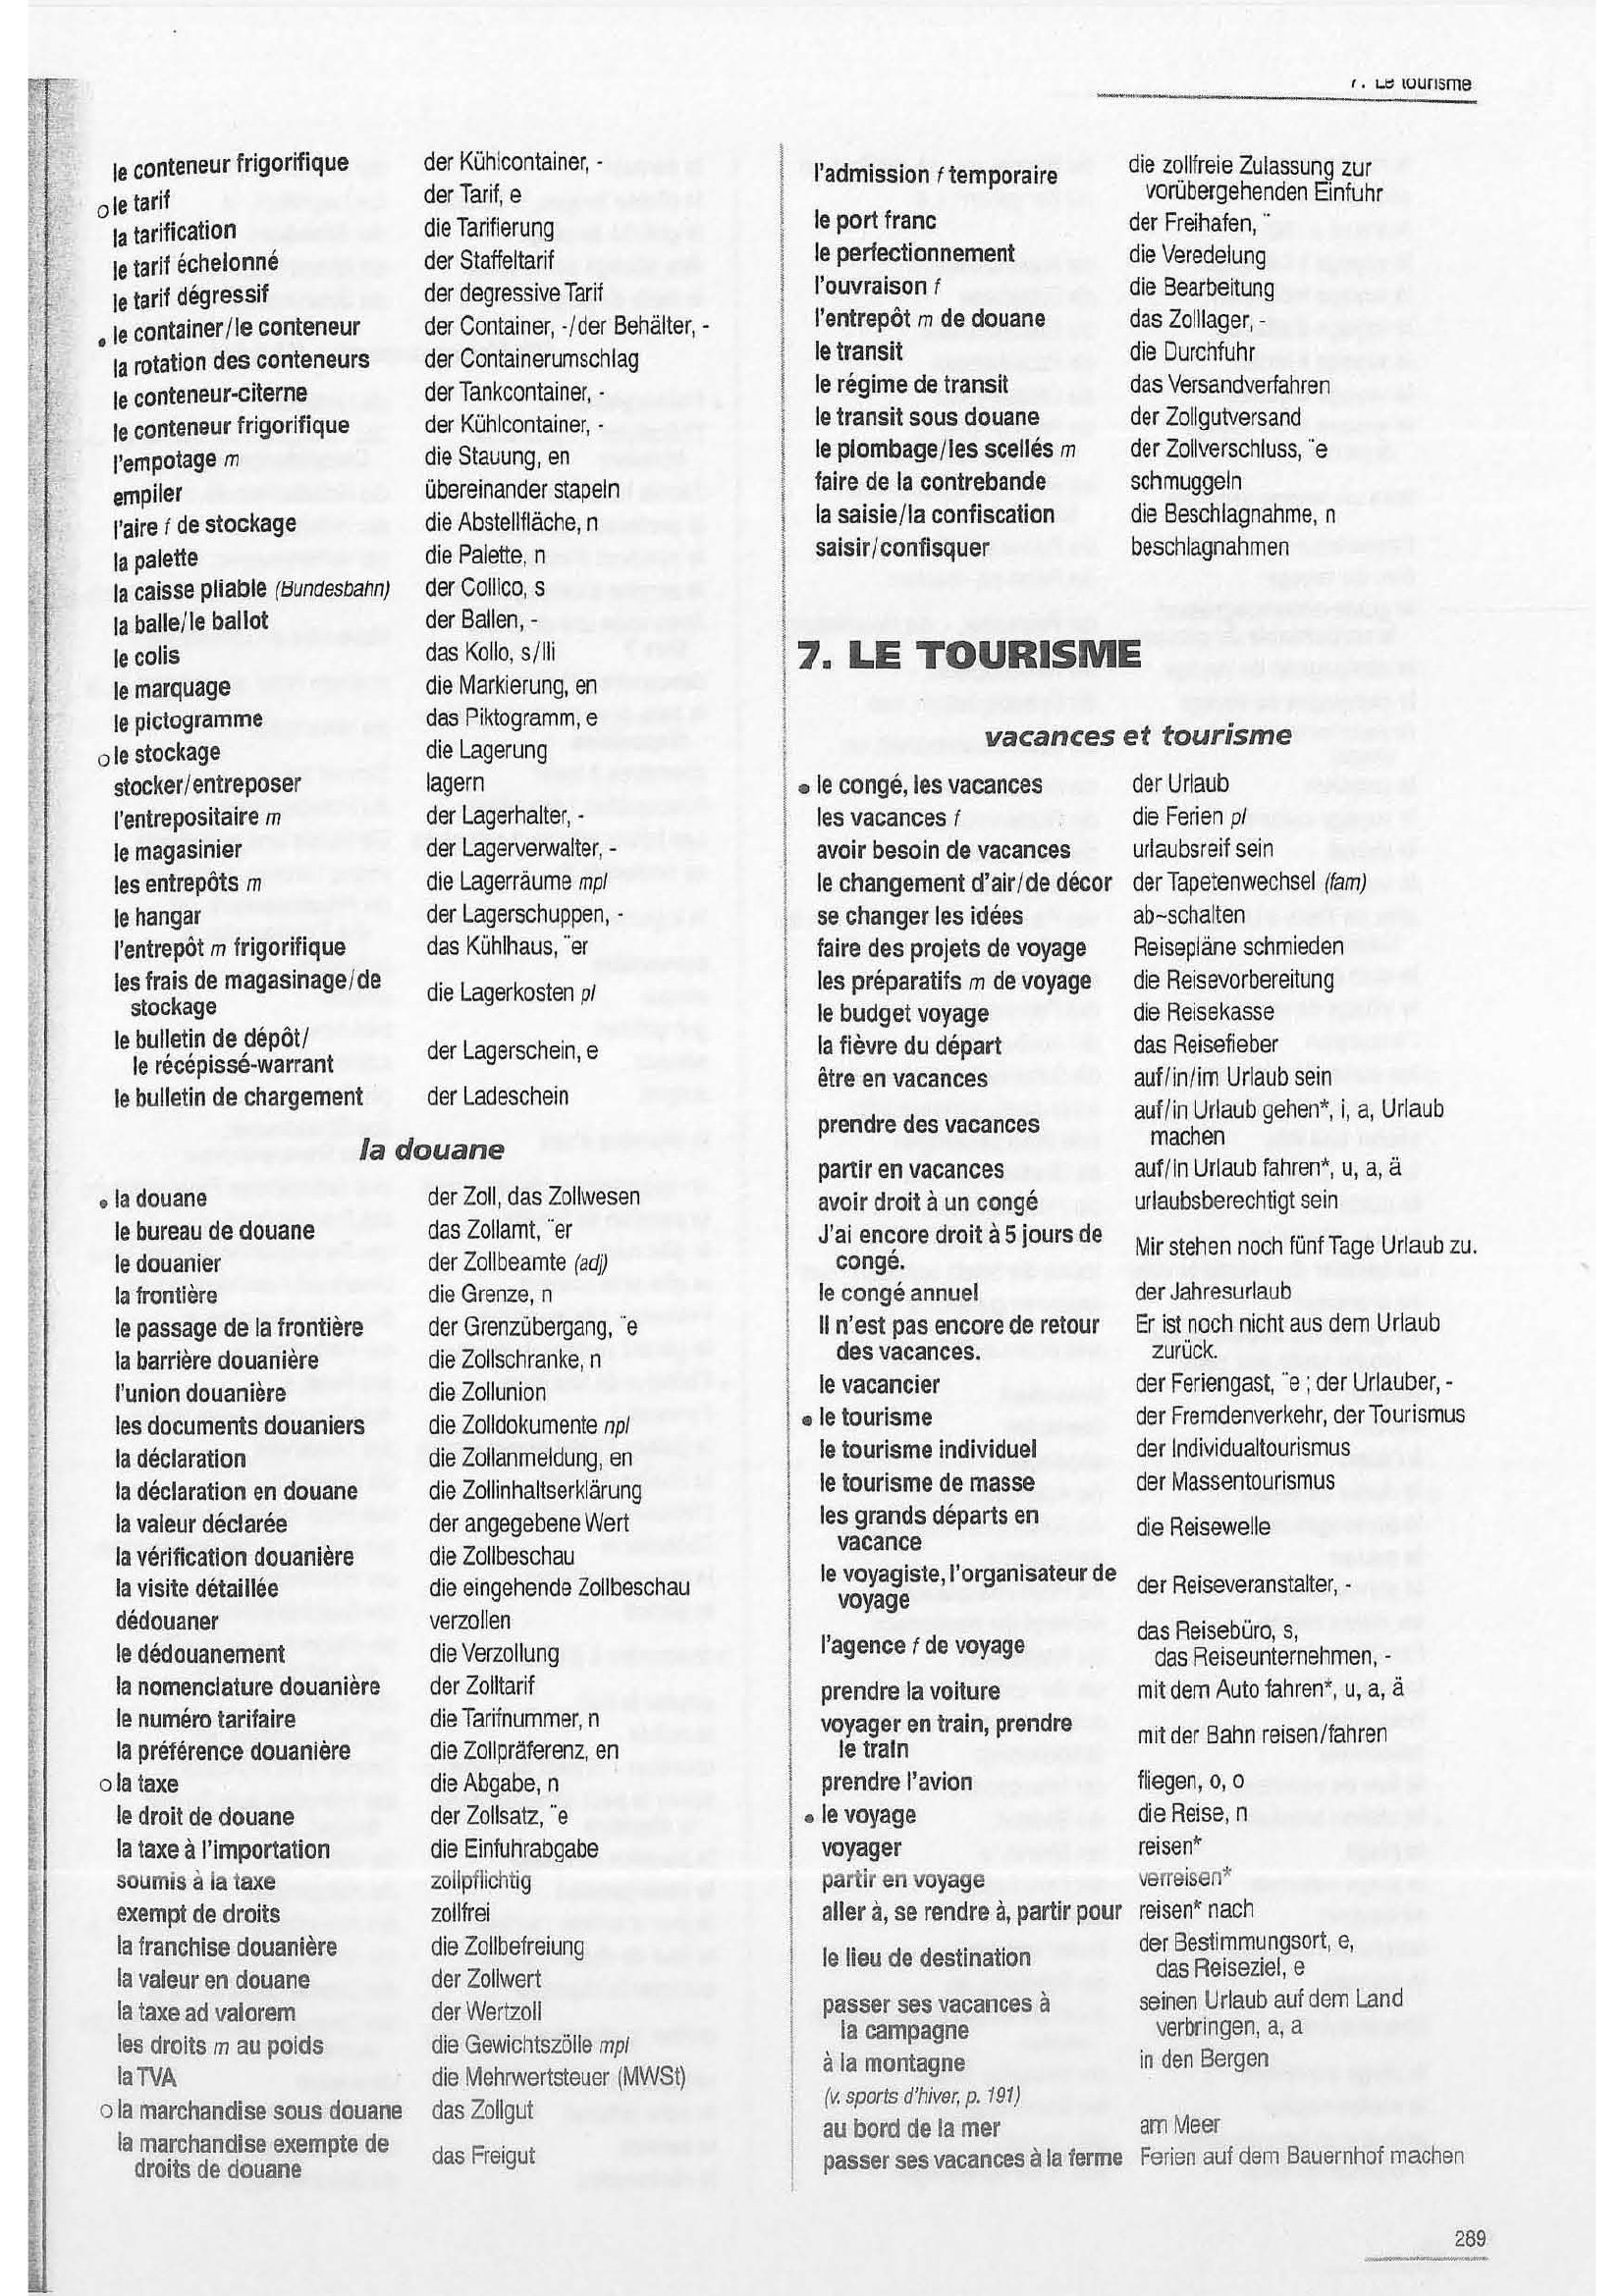 7. Le tourisme
le conteneur frigorifique der Kühlcontainer, -
o le tarif der Tarif, e
la tarification die Tarifierung
le tarif échelonné der Staffeltarif
le tarif dégressif der degressive Tarif
• le container/le conteneur der Container, -/der Behälter, -
la rotation des conteneurs der Containerumschlag
le conteneur-citerne der Tankcontainer, -
le conteneur frigorifique der Kühlcontainer, -
l'empotage m die Stauung, en
empiler übereinander stapeln
l'aire f de stockage die Abstellfläche, n
la palette die Palette, n
la caisse pliable (Bundesbahn) der Collico, s
la balle/le ballot der Ballen, -
le colis das Kollo, s/lli
le marquage die Markierung, en
le pictogramme das Piktogramm, e
o le stockage die Lagerung
stocker/entreposer lagern
l'entrepositaire m der Lagerhalter, -
le magasinier der Lagerverwalter, -
les entrepôts m die Lagerräume mpl
le hangar der Lagerschuppen, -
l'entrepôt m frigorifique das Kühlhaus, ¨er
les frais de magasinage/de
stockage die Lagerkosten pl
le bulletin de dépôt/
le récépissé-warrant der Lagerschein, e
le bulletin de chargement der Ladeschein
la douane
• la douane der Zoll, das Zollwesen
le bureau de douane das Zollamt, ¨er
le douanier der Zollbeamte (adj)
la frontière die Grenze, n
le passage de la frontière der Grenzübergang, ¨e
la barrière douanière die Zollschranke, n
l'union douanière die Zollunion
les documents douaniers die Zolldokumente npl
la déclaration die Zollanmeldung, en
la déclaration en douane die Zollinhaltserklärung
la valeur déclarée der angegebene Wert
la vérification douanière die Zollbeschau
la visite détaillée die eingehende Zollbeschau
dédouaner verzollen
le dédouanement die Verzollung
la nomenclature douanière der Zolltarif
le numéro tarifaire die Tarifnummer, n
la préférence douanière die Zollpräferenz, en
o la taxe die Abgabe, n
le droit de douane der Zollsatz, ¨e
la taxe à l'importation die Einfuhrabgabe
soumis à la taxe zollpflichtig
exempt de droits zollfrei
la franchise douanière die Zollbefreiung
la valeur en douane der Zollwert
la taxe ad valorem der Wertzoll
les droits m au poids die Gewichtszölle mpl
la TVA die Mehrwertsteuer (MWSt)
o la marchandise sous douane das Zollgut
la marchandise exempte de
droits de douane das Freigut
l'admission f temporaire die zollfreie Zulassung zur
vorübergehenden Einfuhr
le port franc der Freihafen, ¨
le perfectionnement die Veredelung
l'ouvraison f die Bearbeitung
l'entrepôt m de douane das Zolllager, -
le transit die Durchfuhr
le régime de transit das Versandverfahren
le transit sous douane der Zollgutversand
le plombage/les scellés m der Zollverschluss, ¨e
faire de la contrebande schmuggeln
la saisie/la confiscation die Beschlagnahme, n
saisir/confisquer beschlagnahmen
7. LE TOURISME
vacances et tourisme
• le congé, les vacances der Urlaub
les vacances f die Ferien pl
avoir besoin de vacances urlaubsreif sein
le changement d'air/de décor der Tapetenwechsel (fam)
se changer les idées ab~schalten
faire des projets de voyage Reisepläne schmieden
les préparatifs m de voyage die Reisevorbereitung
le budget voyage die Reisekasse
la fièvre du départ das Reisefieber
être en vacances auf/in/im Urlaub sein
prendre des vacances auf/in Urlaub gehen*, i, a, Urlaub
machen
partir en vacances auf/in Urlaub fahren*, u, a, ä
avoir droit à un congé urlaubsberechtigt sein
J'ai encore droit à 5 jours de
congé. Mir stehen noch fünf Tage Urlaub zu.
le congé annuel der Jahresurlaub
Il n'est pas encore de retour Er ist noch nicht aus dem Urlaub
des vacances. zurück.
le vacancier der Feriengast, ¨e ; der Urlauber, -
• le tourisme der Fremdenverkehr, der Tourismus
le tourisme individuel der Individualtourismus
le tourisme de masse der Massentourismus
les grands départs en
vacance die Reisewelle
le voyagiste, l'organisateur de
voyage der Reiseveranstalter, -
l'agence f de voyage das Reisebüro, s,
das Reiseunternehmen, -
prendre la voiture mit dem Auto fahren*, u, a, ä
voyager en train, prendre
le train mit der Bahn reisen/fahren
prendre l'avion fliegen, o, o
• le voyage die Reise, n
voyager reisen*
partir en voyage verreisen*
aller à, se rendre à, partir pour reisen* nach
le lieu de destination der Bestimmungsort, e,
das Reiseziel, e
passer ses vacances à seinen Urlaub auf dem Land
la campagne verbringen, a, a
à la montagne in den Bergen
(v. sports d'hiver, p. 191)
au bord de la mer am Meer
passer ses vacances à la ferme Ferien auf dem Bauernhof machen
289